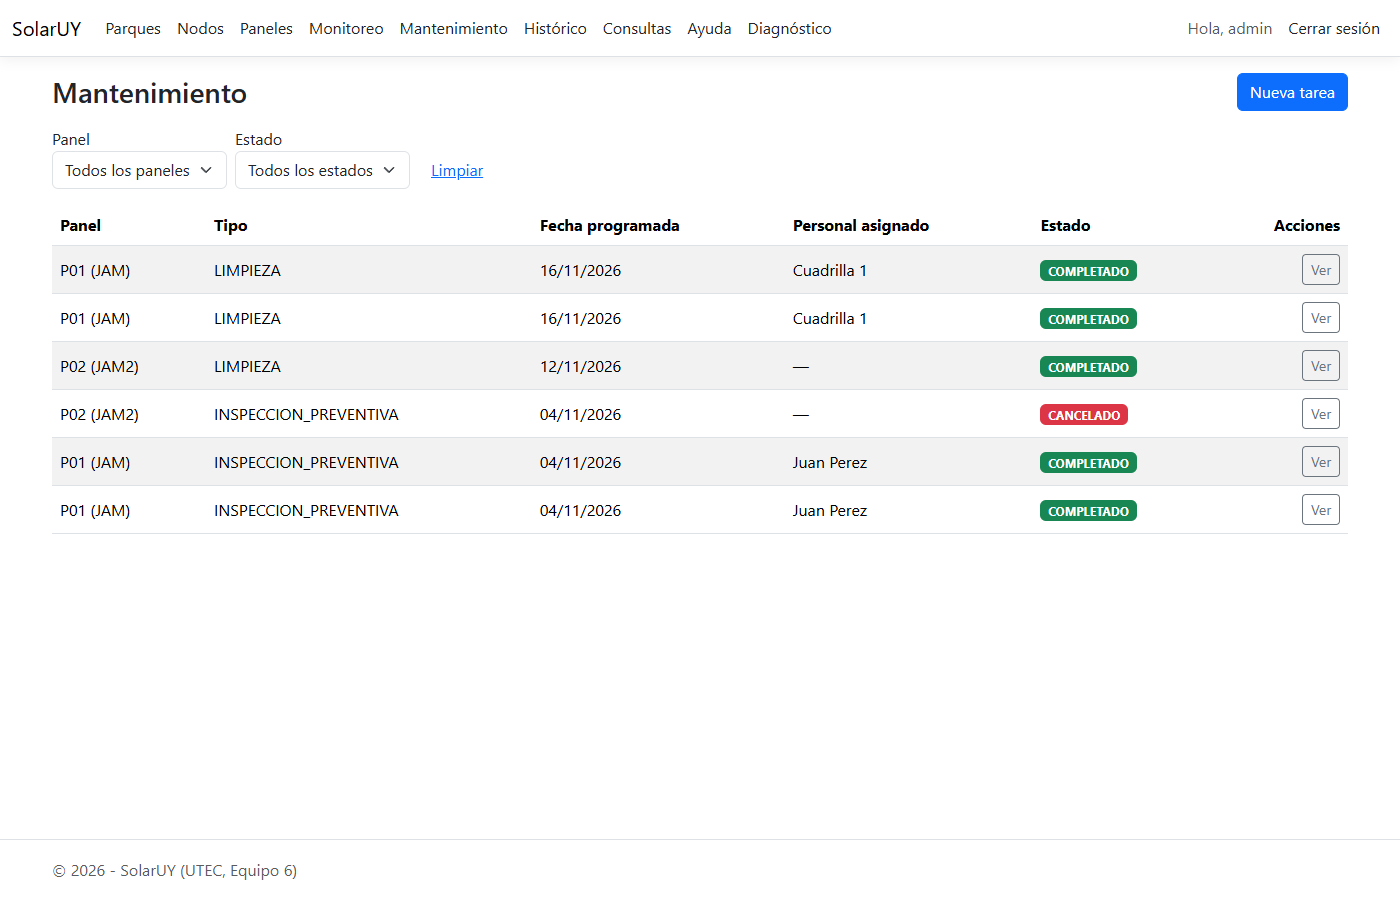 SolarUY Parques Nodos Paneles Monitoreo Mantenimiento Histórico Consultas Ayuda Diagnóstico Hola, admin Cerrar sesión
Mantenimiento Nueva tarea
Panel Estado
Todos los paneles Todos los estados Limpiar
Panel Tipo Fecha programada Personal asignado Estado Acciones
P01 (JAM) LIMPIEZA 16/11/2026 Cuadrilla 1 COMPLETADO Ver
P01 (JAM) LIMPIEZA 16/11/2026 Cuadrilla 1 COMPLETADO Ver
P02 (JAM2) LIMPIEZA 12/11/2026 — COMPLETADO Ver
P02 (JAM2) INSPECCION_PREVENTIVA 04/11/2026 — CANCELADO Ver
P01 (JAM) INSPECCION_PREVENTIVA 04/11/2026 Juan Perez COMPLETADO Ver
P01 (JAM) INSPECCION_PREVENTIVA 04/11/2026 Juan Perez COMPLETADO Ver
© 2026 - SolarUY (UTEC, Equipo 6)